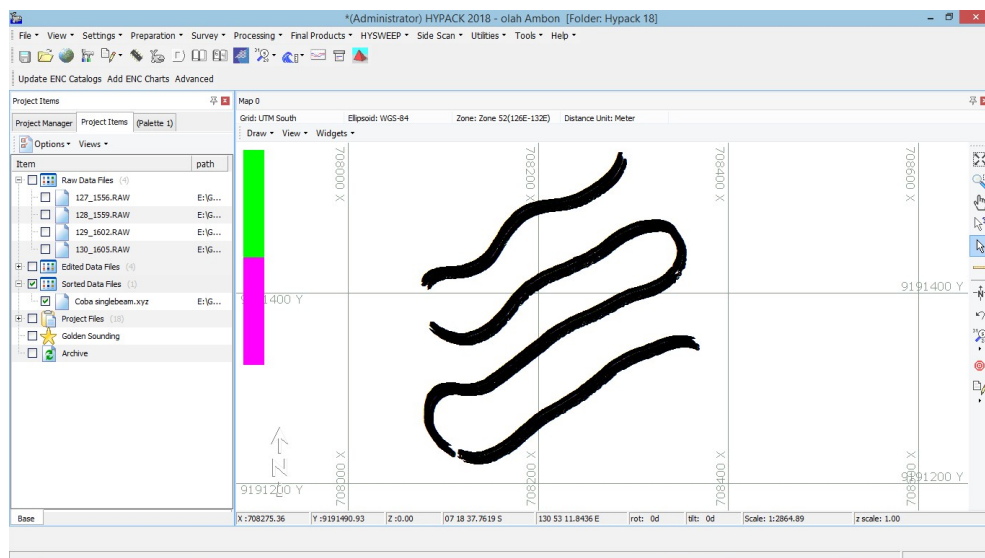 *(Administrator) HYPACK 2018 - olah Ambon [Folder: Hypack 18]
File View Settings Preparation Survey Processing Final Products HYSWEEP Side Scan Utilities Tools Help
Update ENC Catalogs Add ENC Charts Advanced
Project Items
Project Manager Project Items (Palette 1)
Options Views
Item path
Raw Data Files (4)
127_1556.RAW E:\G...
128_1559.RAW E:\G...
129_1602.RAW E:\G...
130_1605.RAW E:\G...
Edited Data Files (4)
Sorted Data Files (1)
Coba singlebeam.xyz E:\G...
Project Files (18)
Golden Sounding
Archive
Base
Map 0
Grid: UTM South Ellipsoid: WGS-84 Zone: Zone 52(126E-132E) Distance Unit: Meter
Draw View Widgets
708000 X 708200 X 708400 X 708600 X
1400 Y 9191400 Y
9191200 Y 9191200 Y
708200 X 708400 X
X :708275.36 Y :9191490.93 Z :0.00 07 18 37.7619 S 130 53 11.8436 E rot: 0d tilt: 0d Scale: 1:2864.89 z scale: 1.00